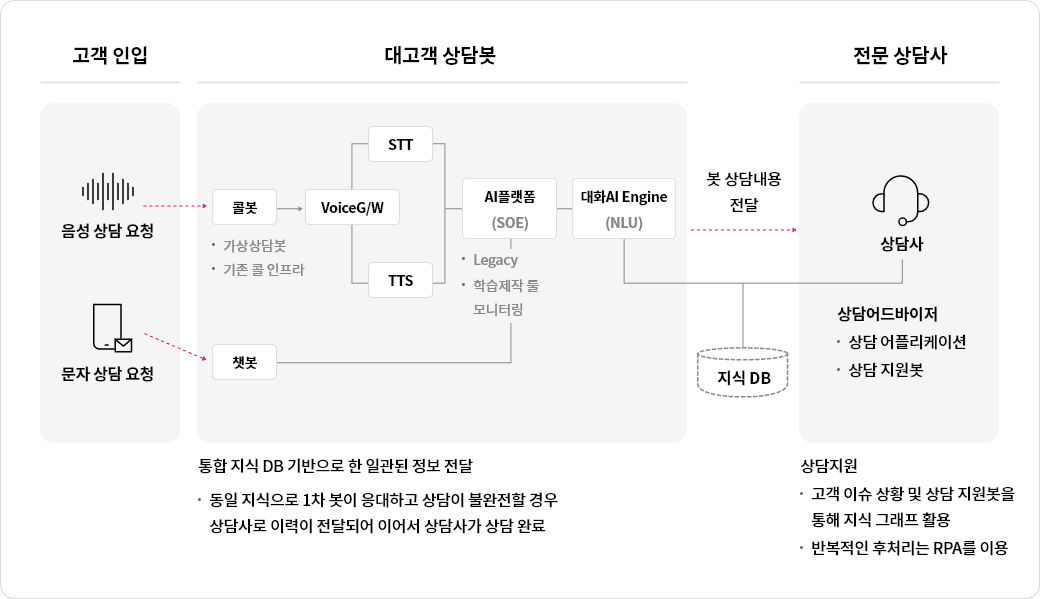 고객 인입
대고객 상담봇
전문 상담사
음성 상담 요청
문자 상담 요청
콜봇
· 가상상담봇
· 기존 콜 인프라
VoiceG/W
STT
TTS
AI플랫폼
(SOE)
· Legacy
· 학습제작 툴
모니터링
대화AI Engine
(NLU)
챗봇
봇 상담내용
전달
지식 DB
상담사
상담어드바이저
· 상담 어플리케이션
· 상담 지원봇
통합 지식 DB 기반으로 한 일관된 정보 전달
· 동일 지식으로 1차 봇이 응대하고 상담이 불완전할 경우
상담사로 이력이 전달되어 이어서 상담사가 상담 완료
상담지원
· 고객 이슈 상황 및 상담 지원봇을
통해 지식 그래프 활용
· 반복적인 후처리는 RPA를 이용